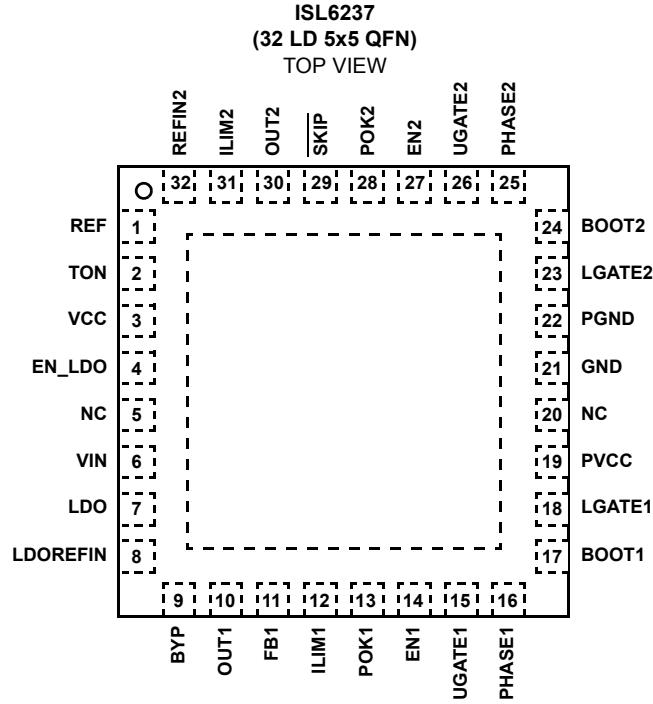 ISL6237
(32 LD 5x5 QFN)
TOP VIEW
REFIN2
ILIM2
OUT2
SKIP
POK2
EN2
UGATE2
PHASE2
32 31 30 29 28 27 26 25
REF 1 24 BOOT2
TON 2 23 LGATE2
VCC 3 22 PGND
EN_LDO 4 21 GND
NC 5 20 NC
VIN 6 19 PVCC
LDO 7 18 LGATE1
LDOREFIN 8 17 BOOT1
9 10 11 12 13 14 15 16
BYP
OUT1
FB1
ILIM1
POK1
EN1
UGATE1
PHASE1